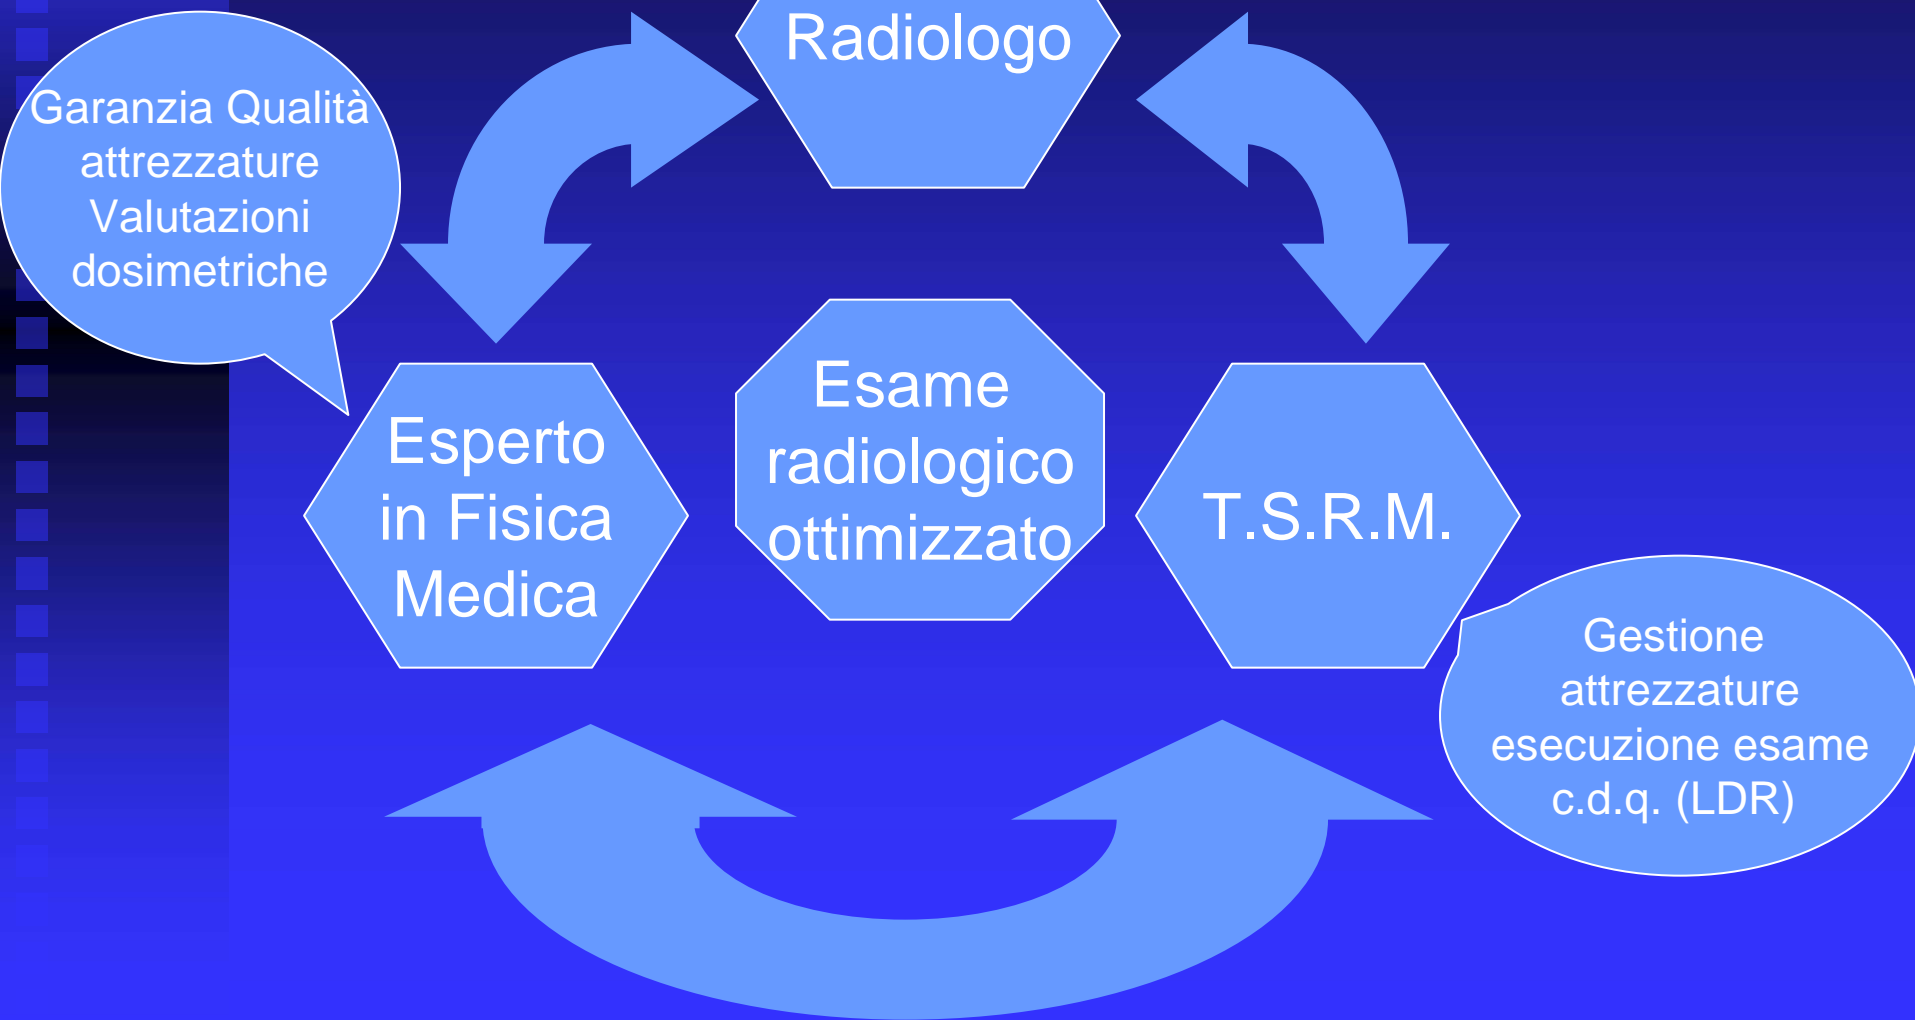 Radiologo
Garanzia Qualità
attrezzature
Valutazioni
dosimetriche
Esperto
in Fisica
Medica
Esame
radiologico
ottimizzato
T.S.R.M.
Gestione
attrezzature
esecuzione esame
c.d.q. (LDR)